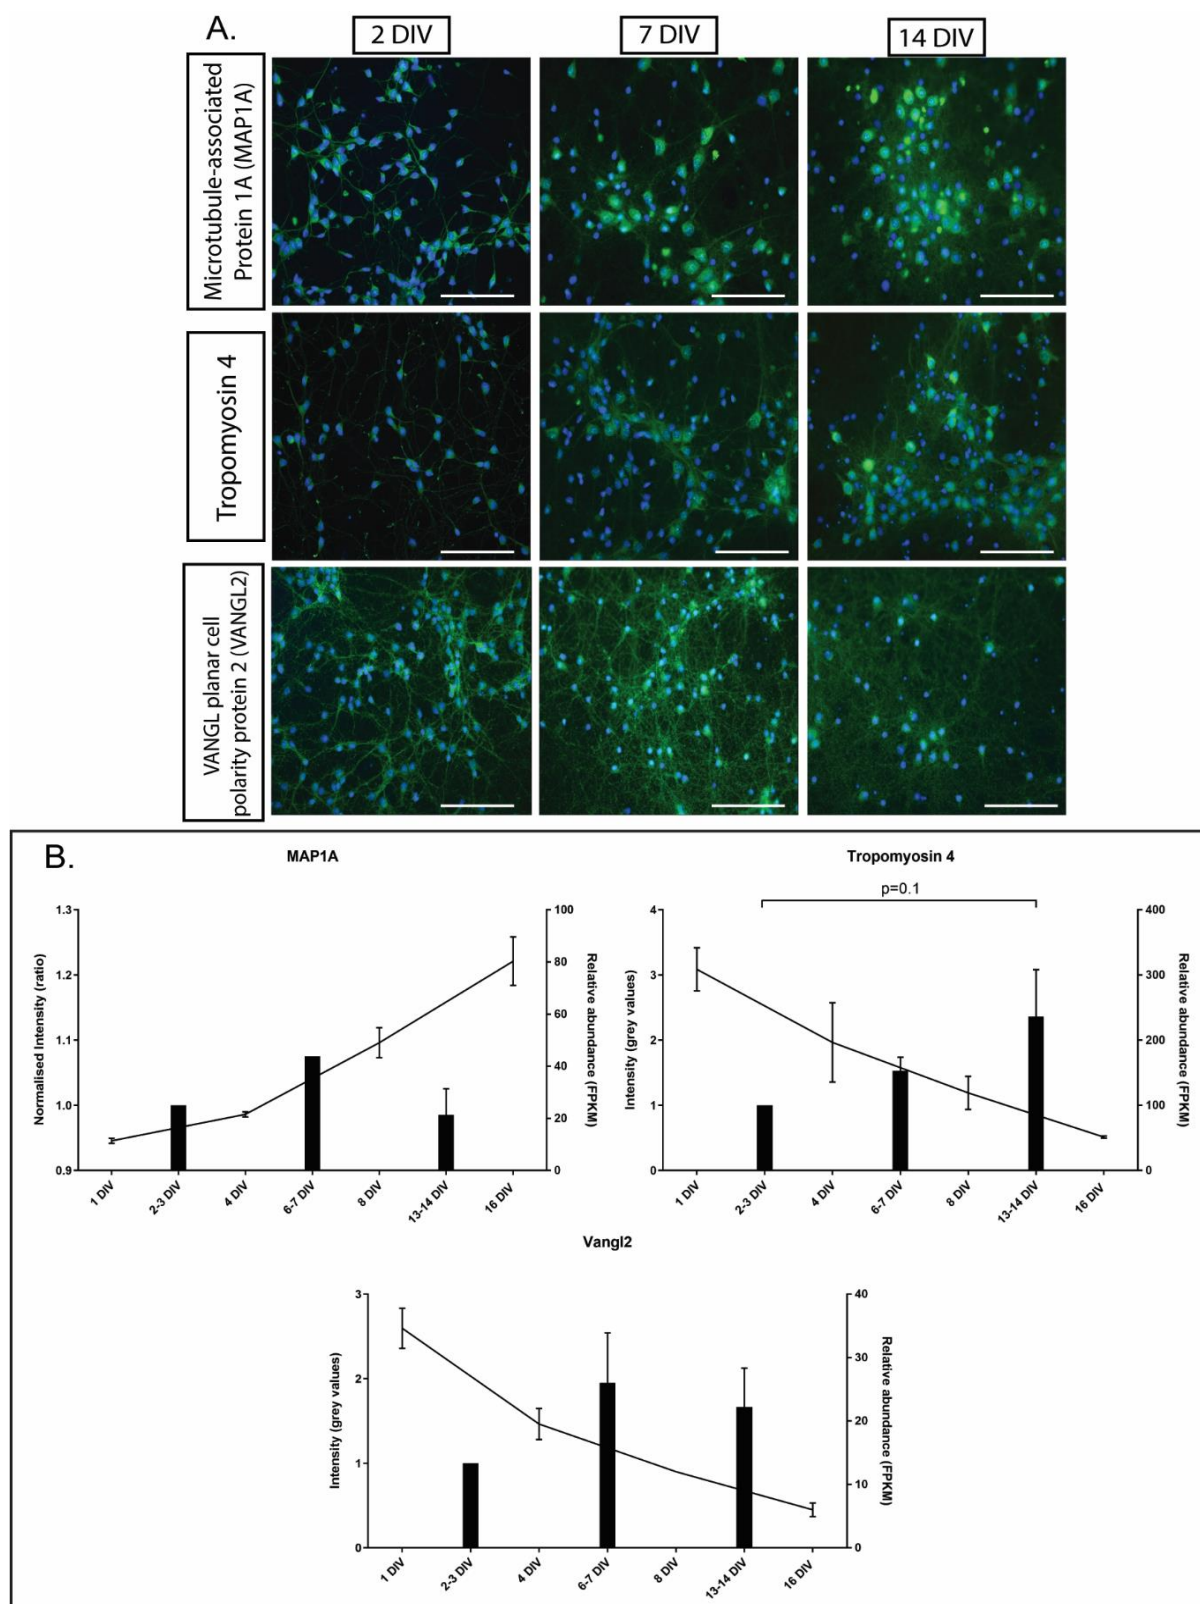 A.
2 DIV
7 DIV
14 DIV
Microtubule-associated
Protein 1A (MAP1A)
Tropomyosin 4
VANGL planar cell
polarity protein 2 (VANGL2)
B.
MAP1A
1.3
1.2
1.1
1.0
0.9
Normalised Intensity (ratio)
100
80
60
40
20
0
Relative abundance (FPKM)
1 DIV
2-3 DIV
4 DIV
6-7 DIV
8 DIV
13-14 DIV
16 DIV
Tropomyosin 4
p=0.1
4
3
2
1
0
Intensity (grey values)
400
300
200
100
0
Relative abundance (FPKM)
1 DIV
2-3 DIV
4 DIV
6-7 DIV
8 DIV
13-14 DIV
16 DIV
Vangl2
3
2
1
0
Intensity (grey values)
40
30
20
10
0
Relative abundance (FPKM)
1 DIV
2-3 DIV
4 DIV
6-7 DIV
8 DIV
13-14 DIV
16 DIV